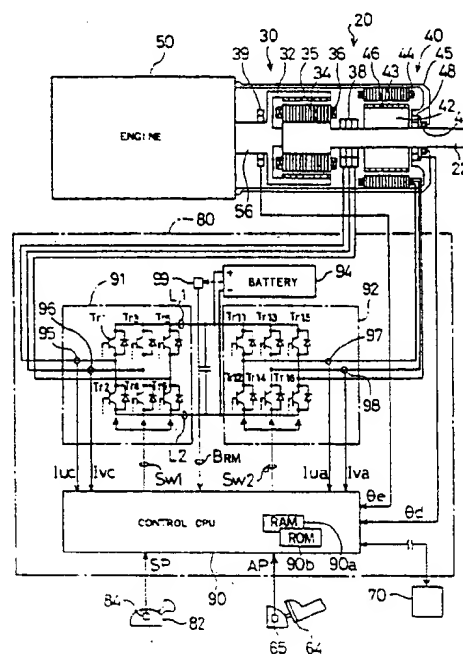 20
50
30
40
39
32
35
34
36
38
46
43
44
45
48
42
22
ENGINE
56
80
91
99
BATTERY
94
92
L1
96
95
Tr1
Tr11
Tr13
Tr15
97
98
Tr2
Tr12
Tr14
Tr16
L2
BRM
SW1
SW2
Iuc
Ivc
Iua
Iva
θe
θd
CONTROL CPU
RAM
ROM
90b
90a
SP
AP
90
84
82
65
64
70